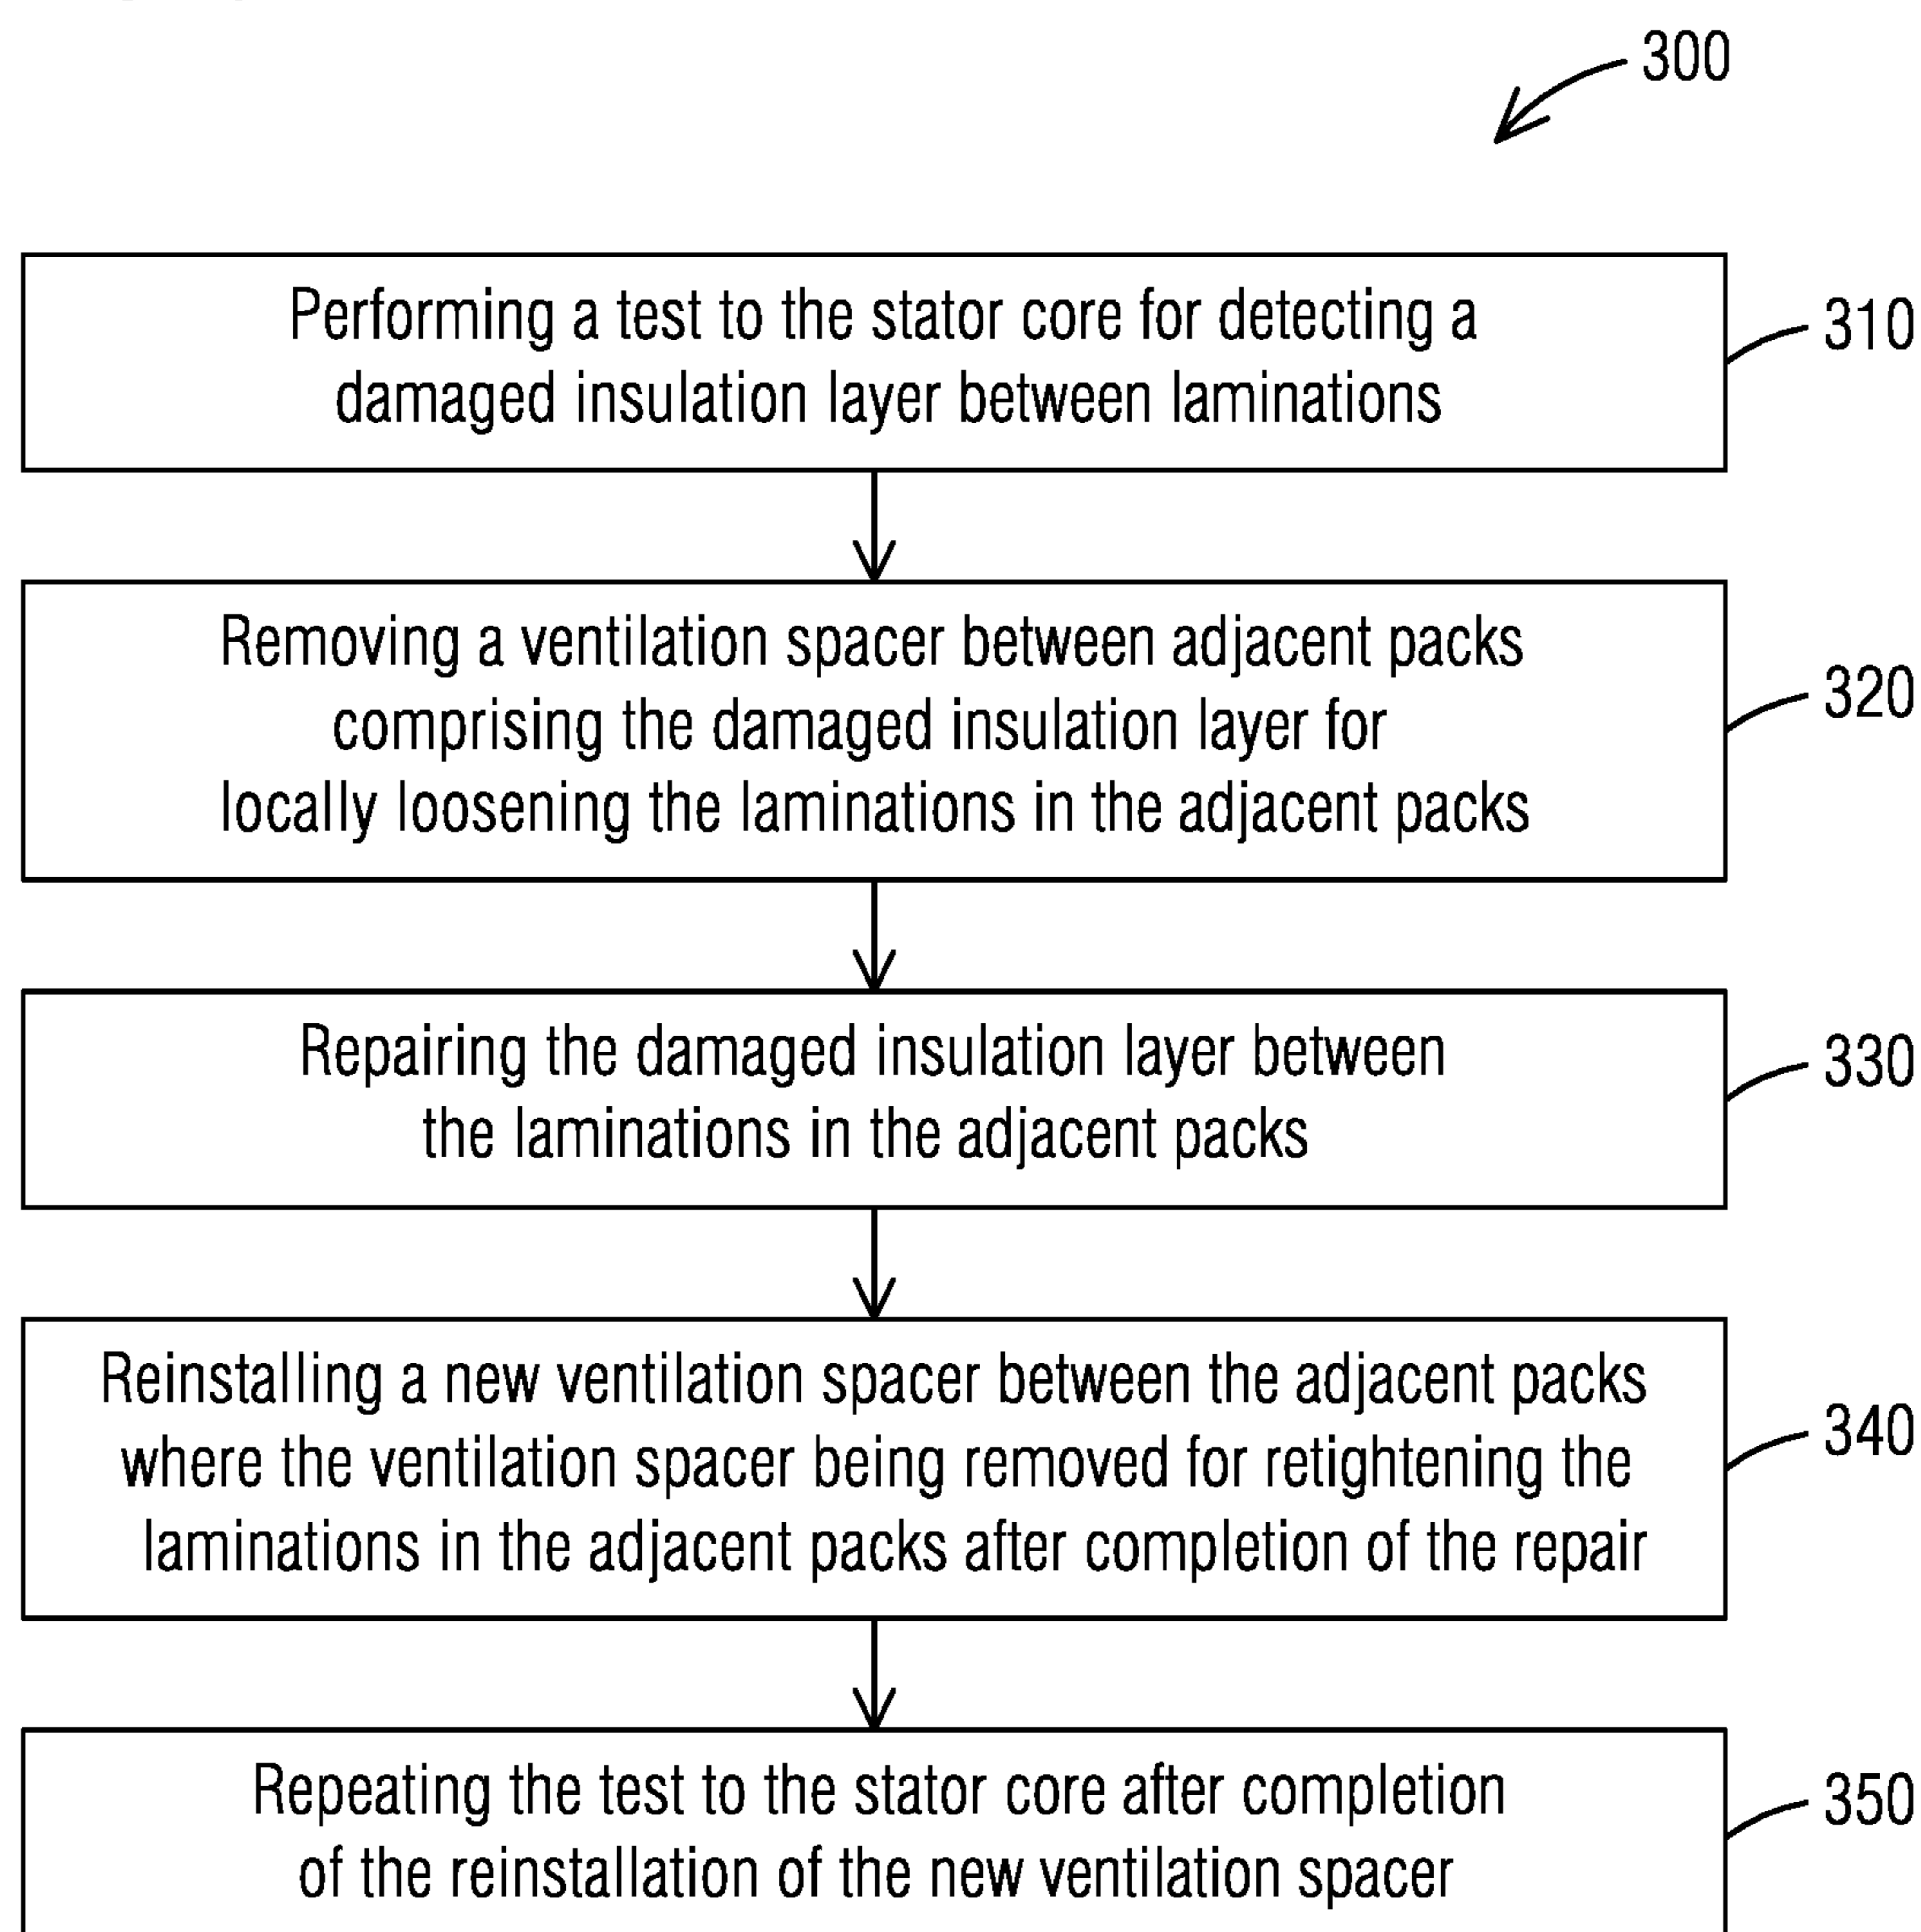 300
Performing a test to the stator core for detecting a
damaged insulation layer between laminations
310
Removing a ventilation spacer between adjacent packs
comprising the damaged insulation layer for
locally loosening the laminations in the adjacent packs
320
Repairing the damaged insulation layer between
the laminations in the adjacent packs
330
Reinstalling a new ventilation spacer between the adjacent packs
where the ventilation spacer being removed for retightening the
laminations in the adjacent packs after completion of the repair
340
Repeating the test to the stator core after completion
of the reinstallation of the new ventilation spacer
350